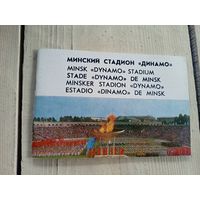 МИНСКИЙ СТАДИОН «ДИНАМО»
MINSK «DYNAMO» STADIUM
STADE «DYNAMO» DE MINSK
MINSKER STADION «DYNAMO»
ESTADIO «DINAMO» DE MINSK